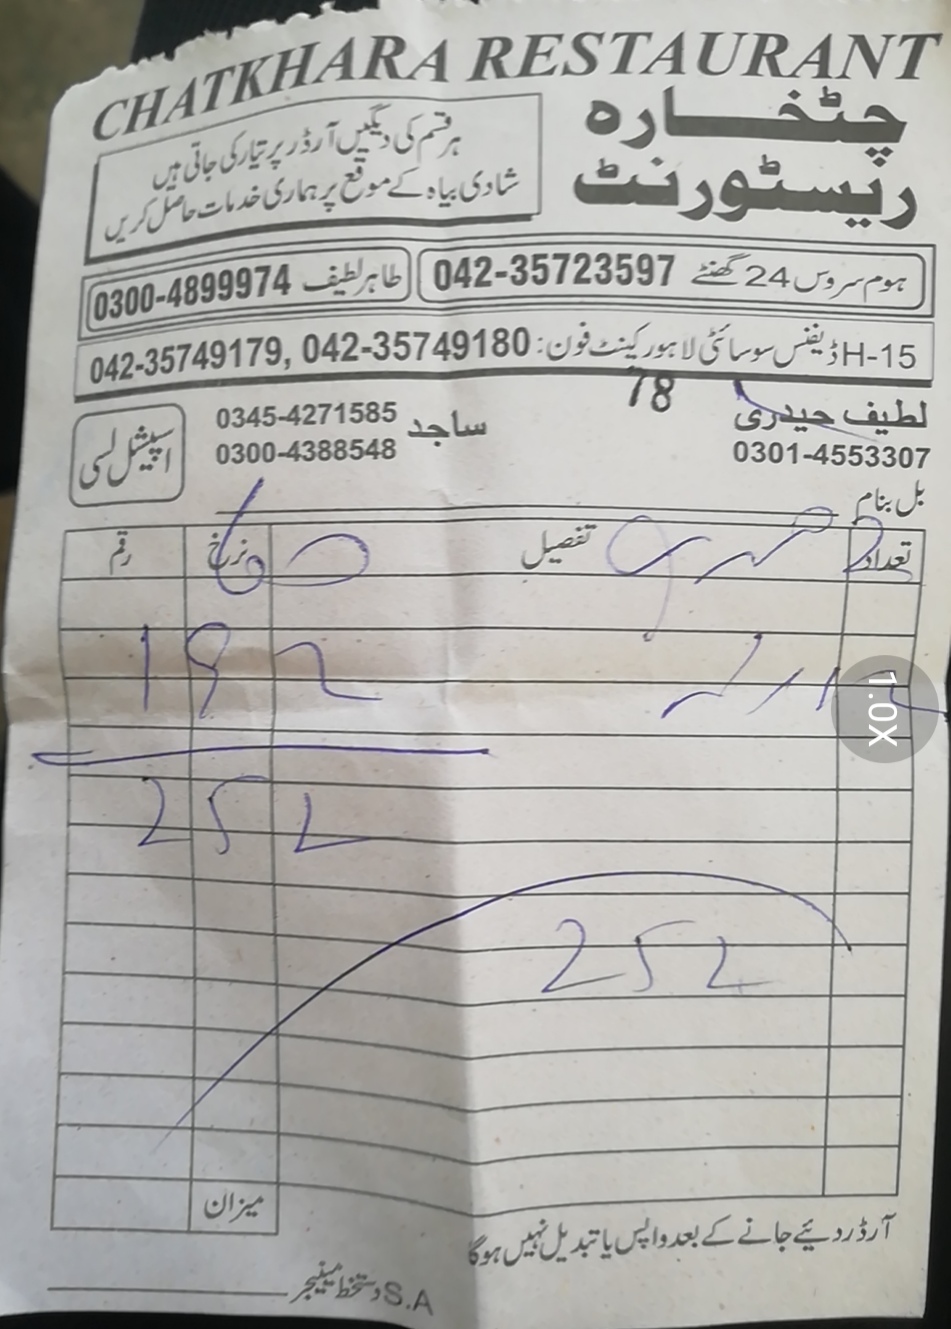 CHATKHARA RESTAURANT
چٹخارہ
ریسٹورنٹ
ہر قسم کی دیگیں آرڈر پر تیار کی جاتی ہیں
شادی بیاہ کے موقع پر ہماری خدمات حاصل کریں
ہوم سروس 24 گھنٹے 042-35723597
طاہر لطیف 0300-4899974
H-15 ڈیفنس سوسائٹی لاہور کینٹ فون: 042-35749180, 042-35749179
78
لطیف حیدری
0301-4553307
ساجد
0345-4271585
0300-4388548
اسپیشل لسی
بل بنام
تعداد تفصیل نرخ رقم
60
192
252
252
میزان
آرڈر دیئے جانے کے بعد واپس یا تبدیل نہیں ہوگا
S.A دستخط مینیجر
1.0X